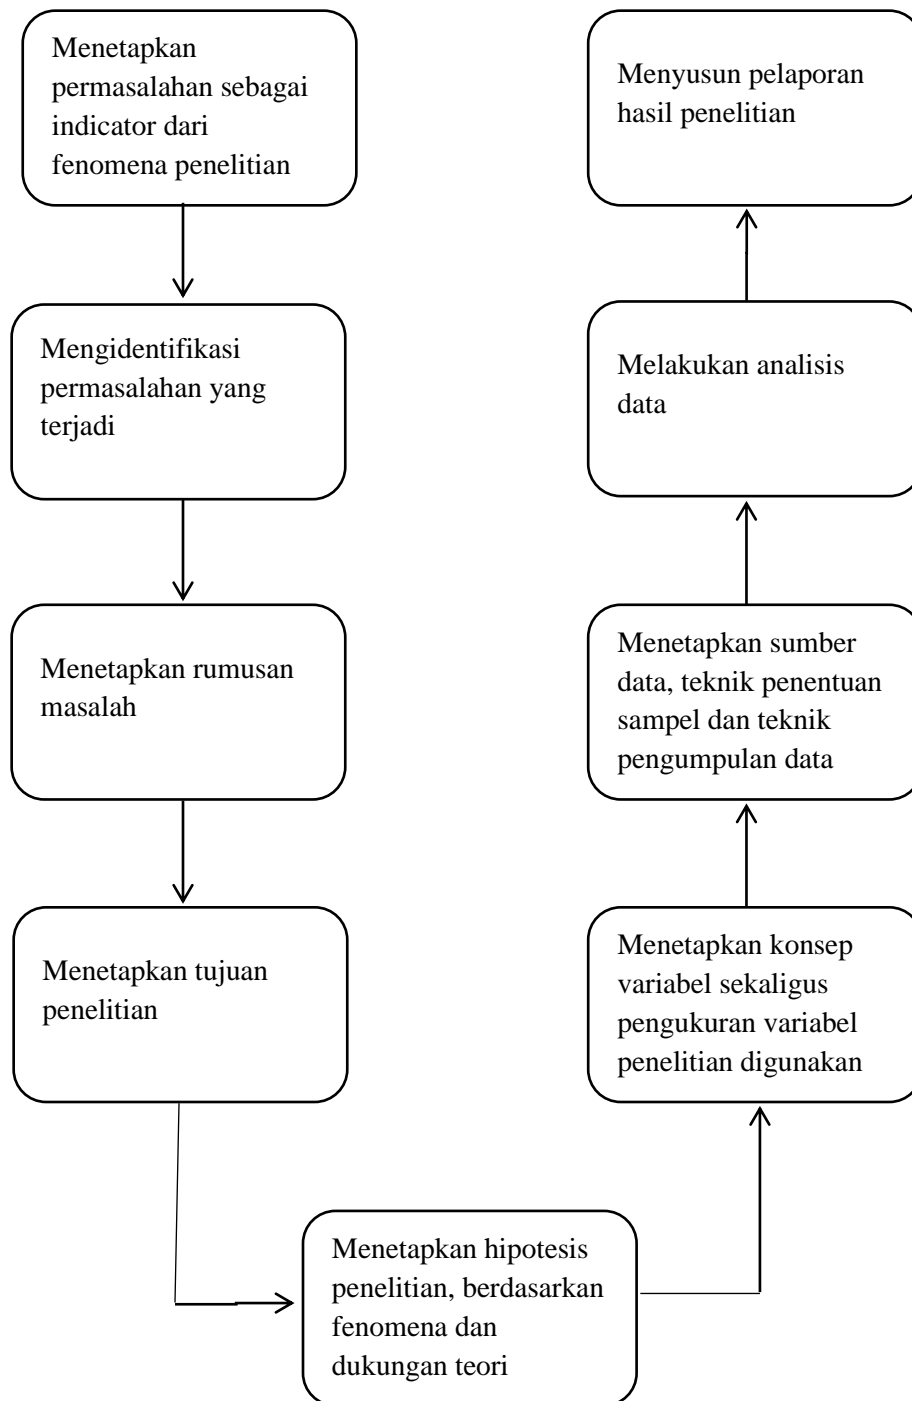 Menetapkan
permasalahan sebagai
indicator dari
fenomena penelitian
Mengidentifikasi
permasalahan yang
terjadi
Menetapkan rumusan
masalah
Menetapkan tujuan
penelitian
Menetapkan hipotesis
penelitian, berdasarkan
fenomena dan
dukungan teori
Menetapkan konsep
variabel sekaligus
pengukuran variabel
penelitian digunakan
Menetapkan sumber
data, teknik penentuan
sampel dan teknik
pengumpulan data
Melakukan analisis
data
Menyusun pelaporan
hasil penelitian